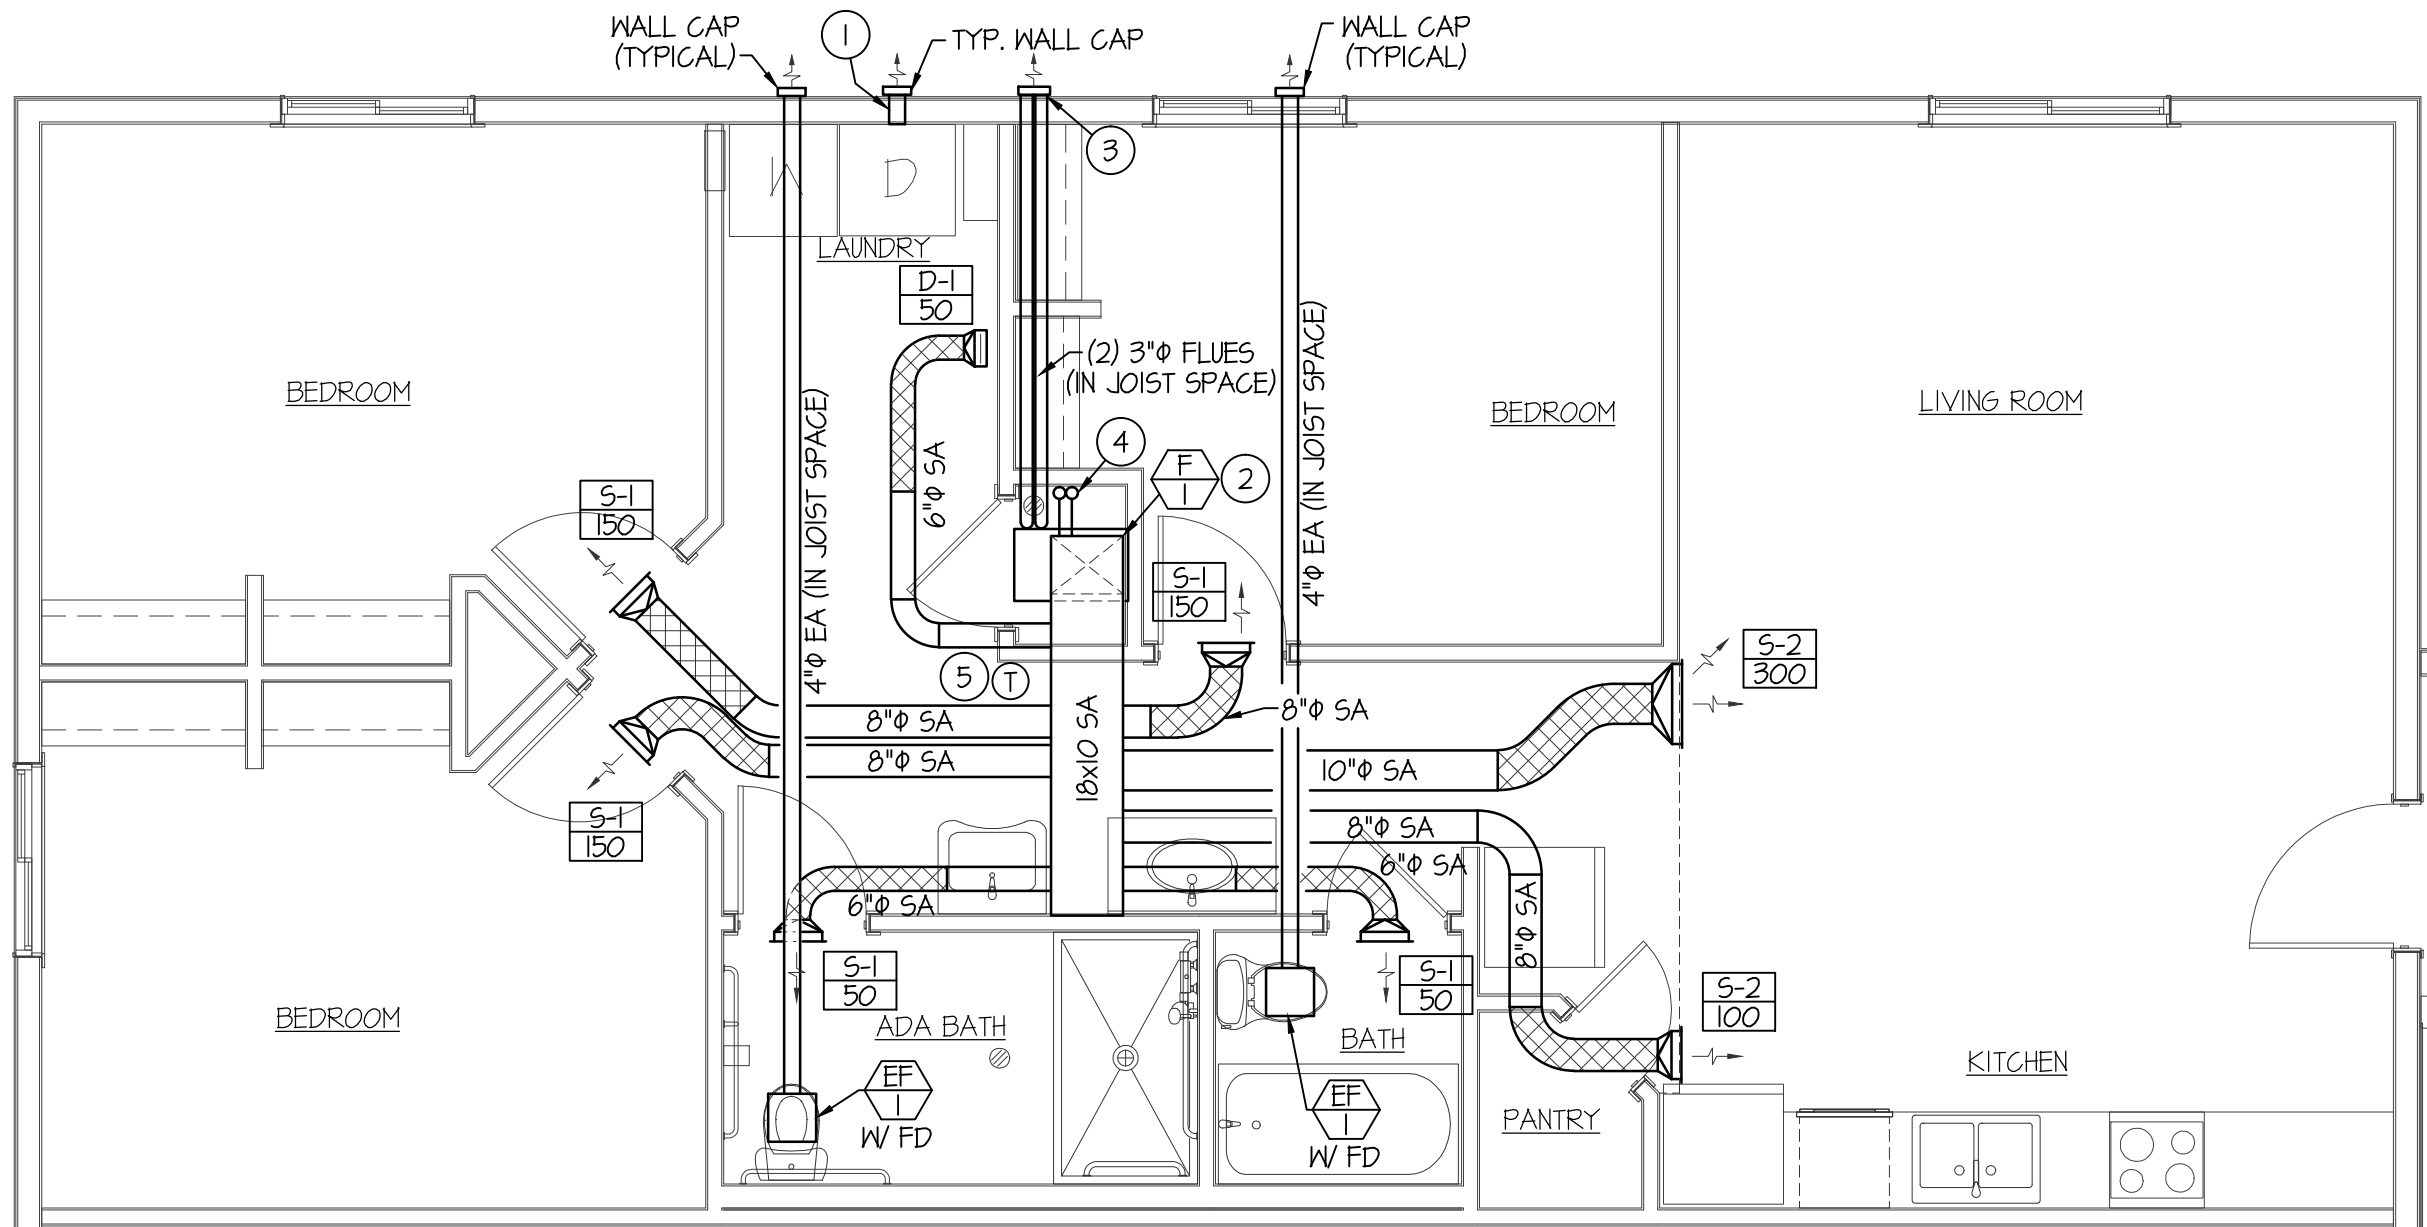 WALL CAP
(TYPICAL)
1
TYP. WALL CAP
WALL CAP
(TYPICAL)
3
W
D
LAUNDRY
D-1
50
(2) 3"Φ FLUES
(IN JOIST SPACE)
BEDROOM
4"Φ EA (IN JOIST SPACE)
6"Φ SA
4
F
1
2
4"Φ EA (IN JOIST SPACE)
BEDROOM
LIVING ROOM
S-1
150
S-1
150
5
T
S-2
300
8"Φ SA
18x10 SA
8"Φ SA
8"Φ SA
10"Φ SA
S-1
150
8"Φ SA
6"Φ SA
6"Φ SA
8"Φ SA
S-1
50
S-1
50
S-2
100
BEDROOM
ADA BATH
BATH
KITCHEN
EF
1
W/ FD
EF
1
W/ FD
PANTRY